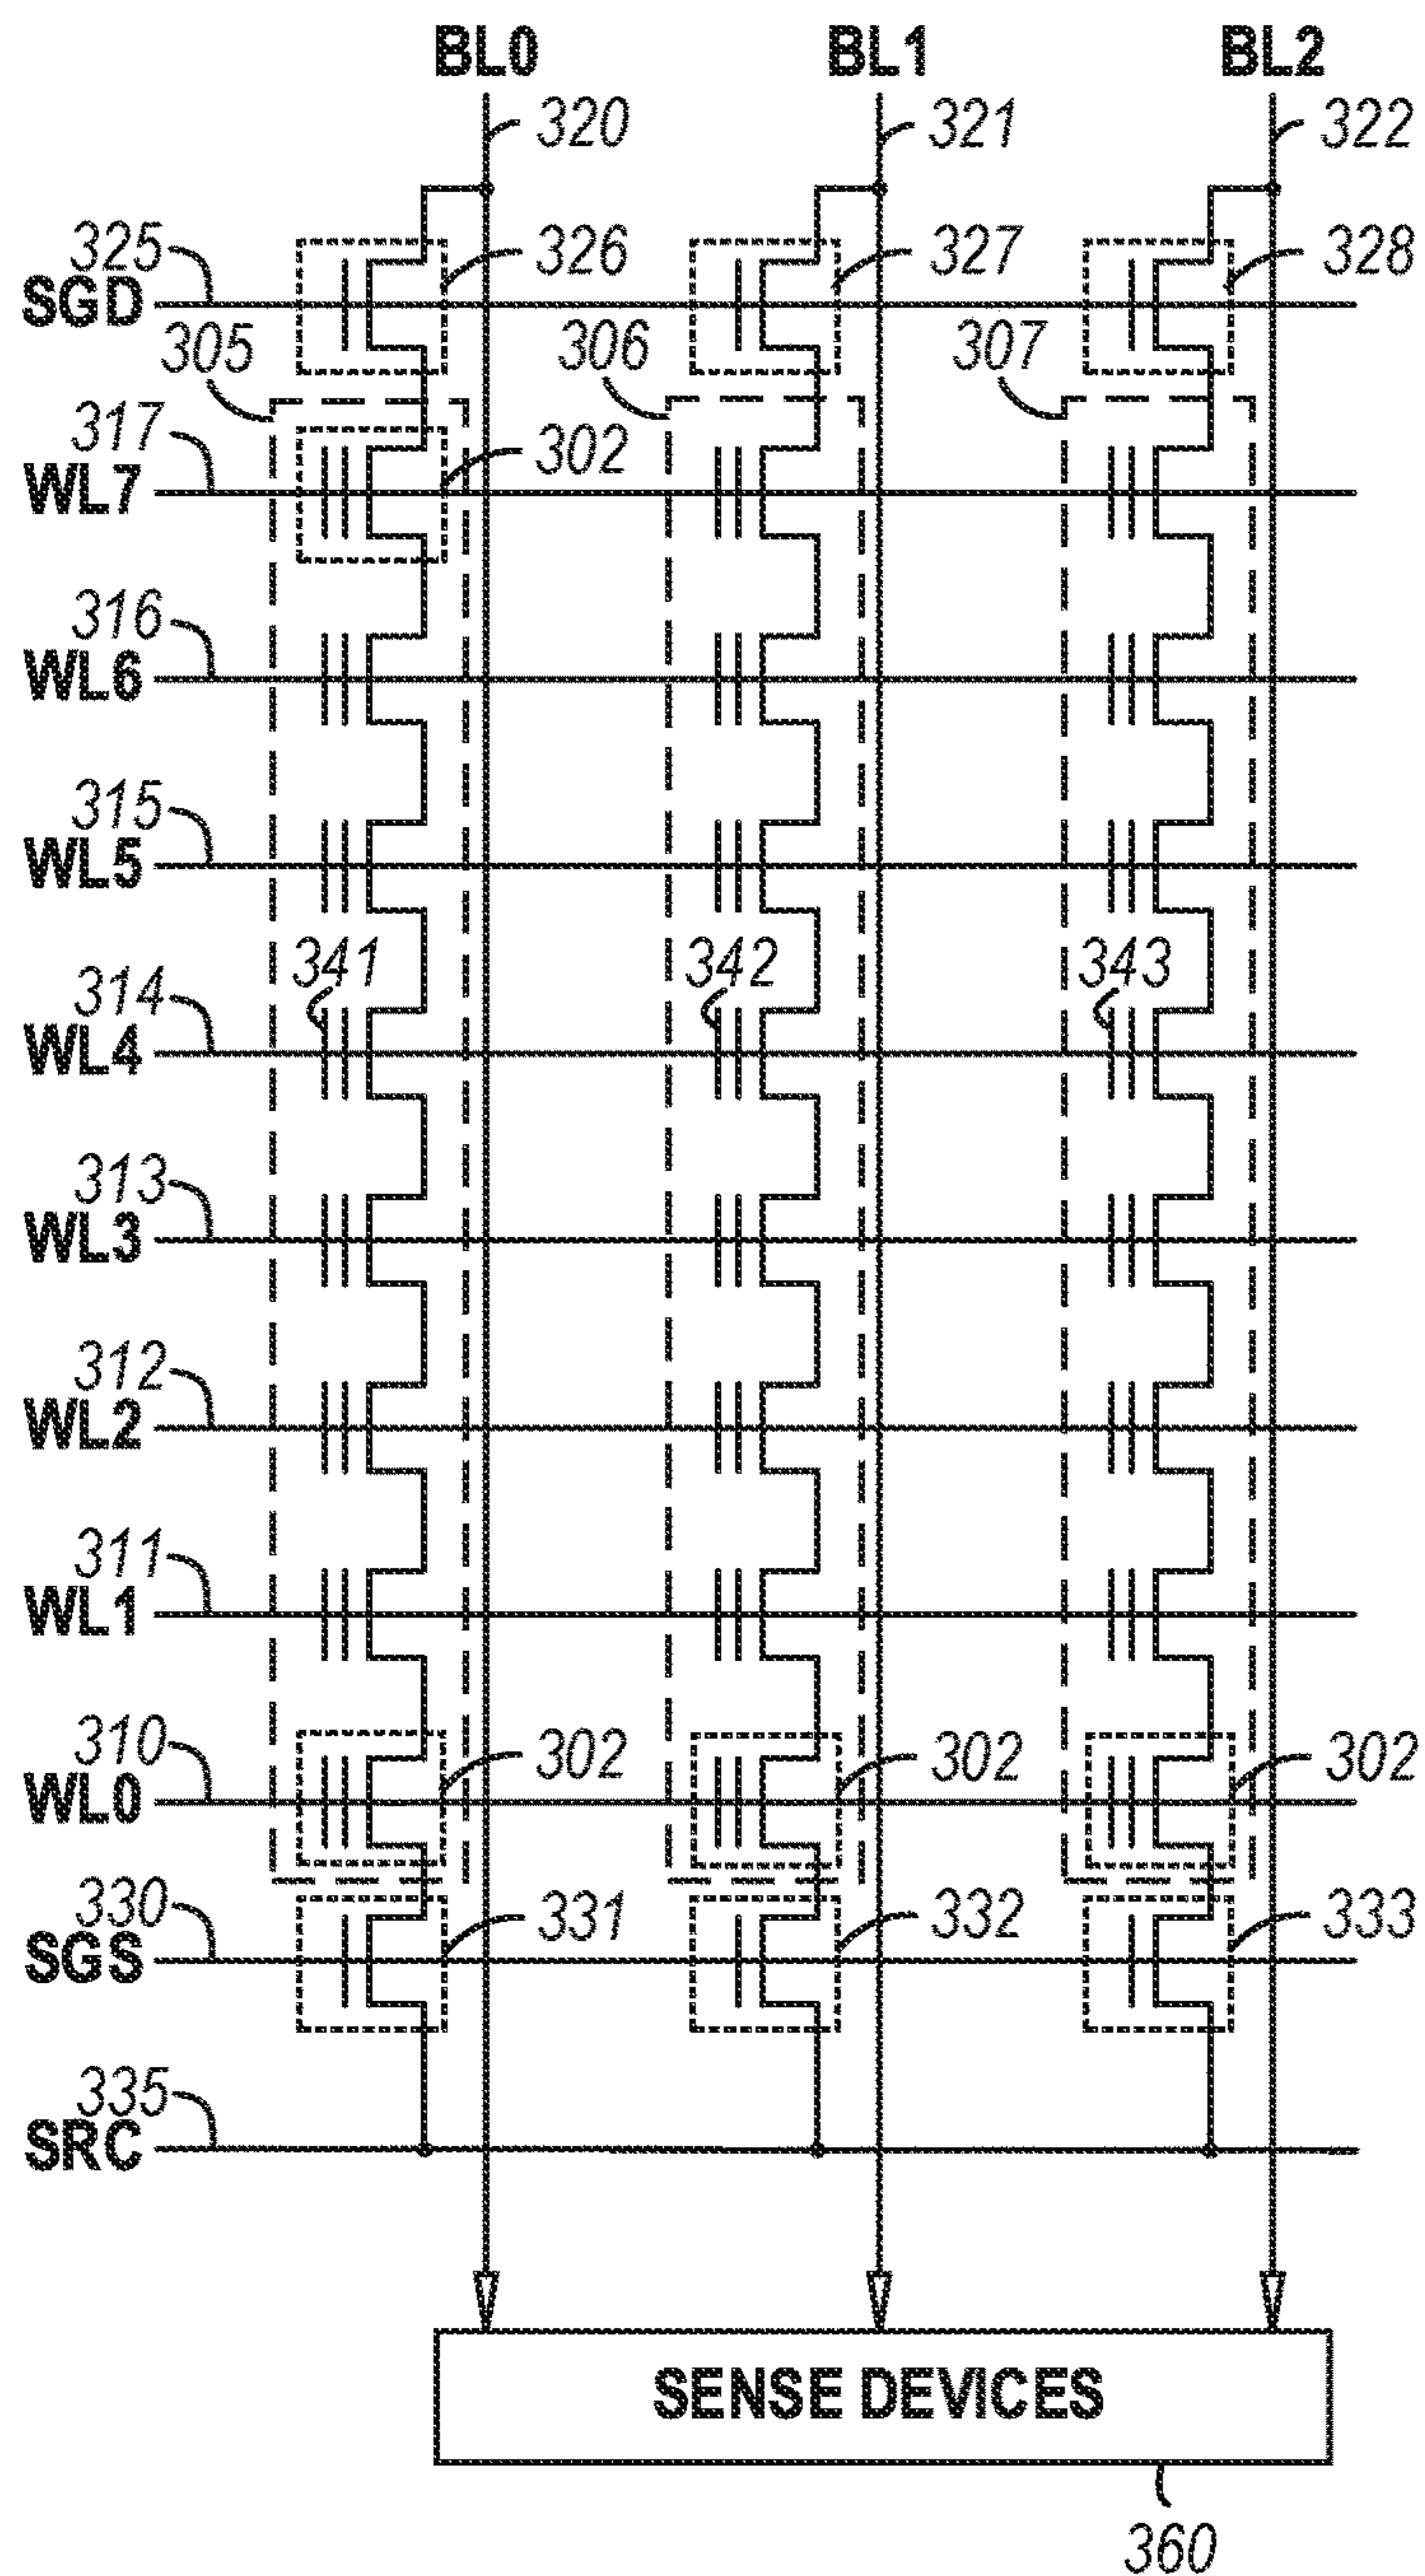 BL0 BL1 BL2
320 321 322
325 326 327 328
SGD
305 306 307
317 302
WL7
316
WL6
315
WL5
341 342 343
314
WL4
313
WL3
312
WL2
311
WL1
310 302 302 302
WL0
330 331 332 333
SGS
335
SRC
SENSE DEVICES
360